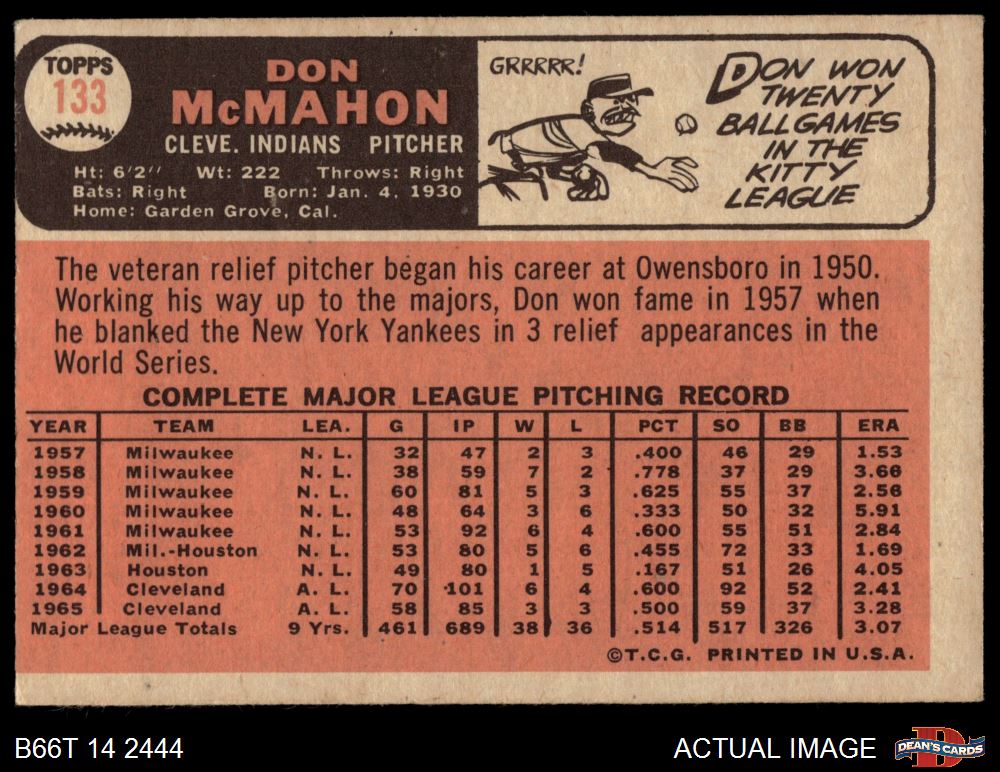 TOPPS
133
DON
McMAHON
CLEVE. INDIANS PITCHER
Ht: 6'2" Wt: 222 Throws: Right
Bats: Right Born: Jan. 4, 1930
Home: Garden Grove, Cal.
GRRRRR!
DON WON
TWENTY
BALLGAMES
IN THE
KITTY
LEAGUE
The veteran relief pitcher began his career at Owensboro in 1950.
Working his way up to the majors, Don won fame in 1957 when
he blanked the New York Yankees in 3 relief appearances in the
World Series.
COMPLETE MAJOR LEAGUE PITCHING RECORD
YEAR TEAM LEA. G IP W L PCT SO BB ERA
1957 Milwaukee N. L. 32 47 2 3 .400 46 29 1.53
1958 Milwaukee N. L. 38 59 7 2 .778 37 29 3.66
1959 Milwaukee N. L. 60 81 5 3 .625 55 37 2.56
1960 Milwaukee N. L. 48 64 3 6 .333 50 32 5.91
1961 Milwaukee N. L. 53 92 6 4 .600 55 51 2.84
1962 Mil.-Houston N. L. 53 80 5 6 .455 72 33 1.69
1963 Houston N. L. 49 80 1 5 .167 51 26 4.05
1964 Cleveland A. L. 70 101 6 4 .600 92 52 2.41
1965 Cleveland A. L. 58 85 3 3 .500 59 37 3.28
Major League Totals 9 Yrs. 461 689 38 36 .514 517 326 3.07
©T.C.G. PRINTED IN U.S.A.
B66T 14 2444
ACTUAL IMAGE
D
DEAN'S CARDS